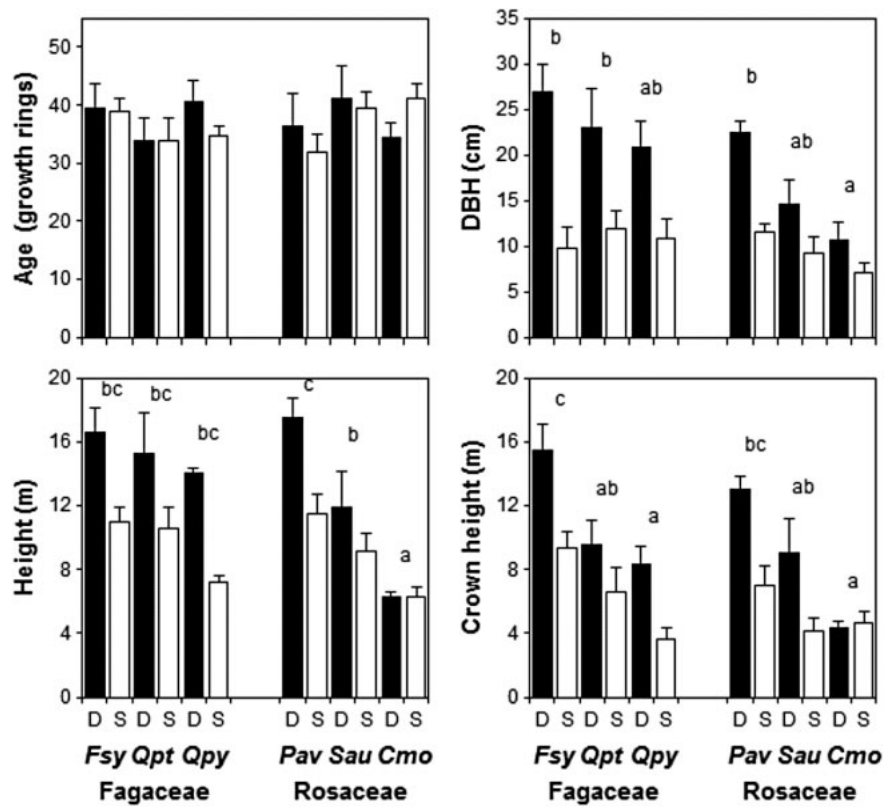 Age (growth rings)
50
40
30
20
10
0
DBH (cm)
35
30
25
20
15
10
5
0
b
b
ab
b
ab
a
Height (m)
20
16
12
8
4
0
bc
bc
bc
c
b
a
D S D S D S D S D S D S
Fsy Qpt Qpy Pav Sau Cmo
Fagaceae Rosaceae
Crown height (m)
20
16
12
8
4
0
c
ab
a
bc
ab
a
D S D S D S D S D S D S
Fsy Qpt Qpy Pav Sau Cmo
Fagaceae Rosaceae